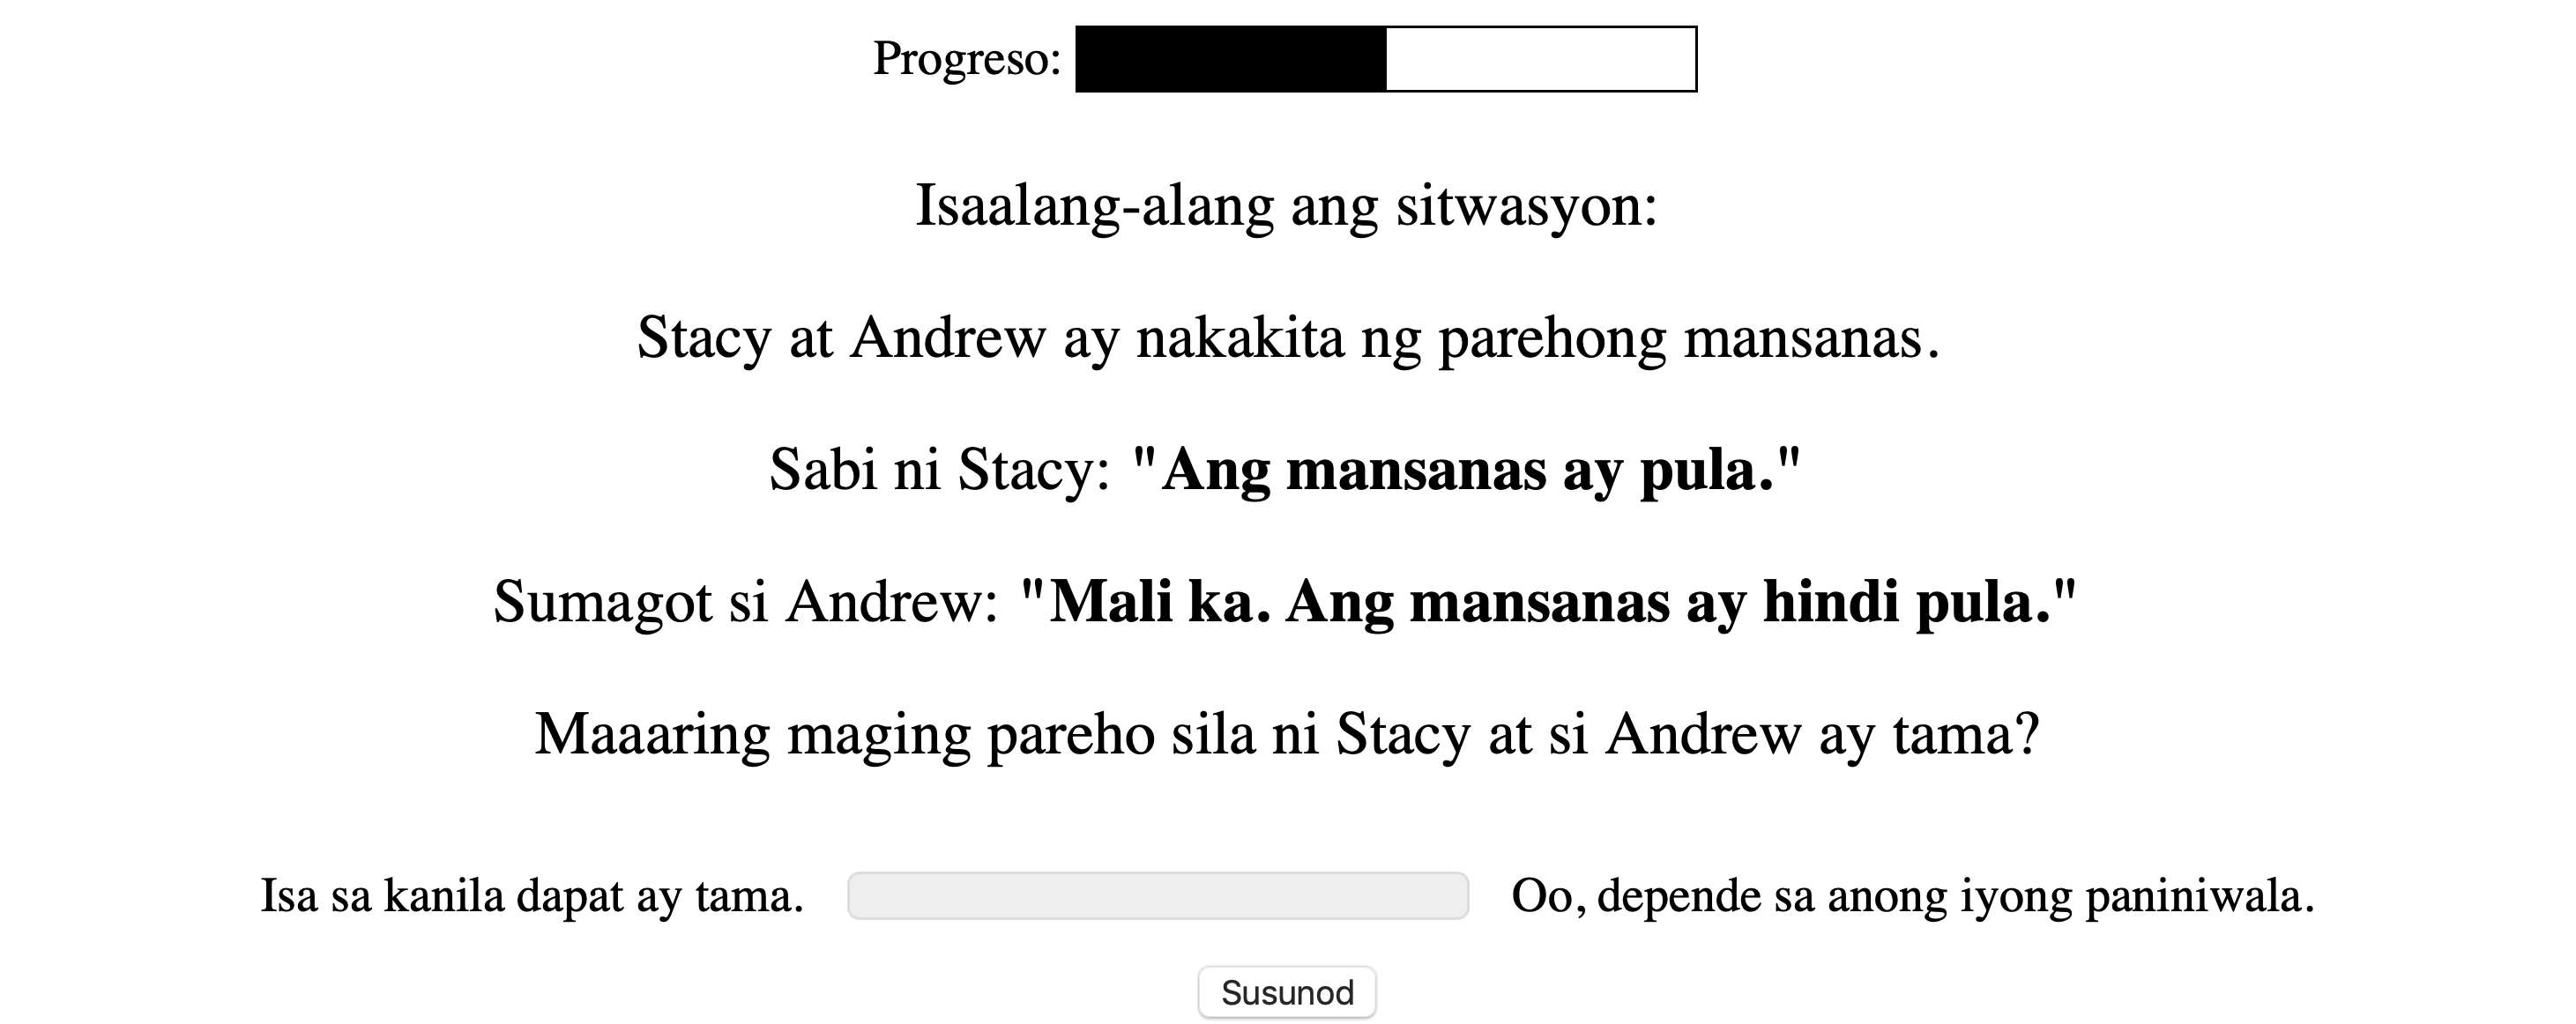 Progreso:
Isaalang-alang ang sitwasyon:
Stacy at Andrew ay nakakita ng parehong mansanas.
Sabi ni Stacy: "Ang mansanas ay pula."
Sumagot si Andrew: "Mali ka. Ang mansanas ay hindi pula."
Maaaring maging pareho sila ni Stacy at si Andrew ay tama?
Isa sa kanila dapat ay tama. Oo, depende sa anong iyong paniniwala.
Susunod